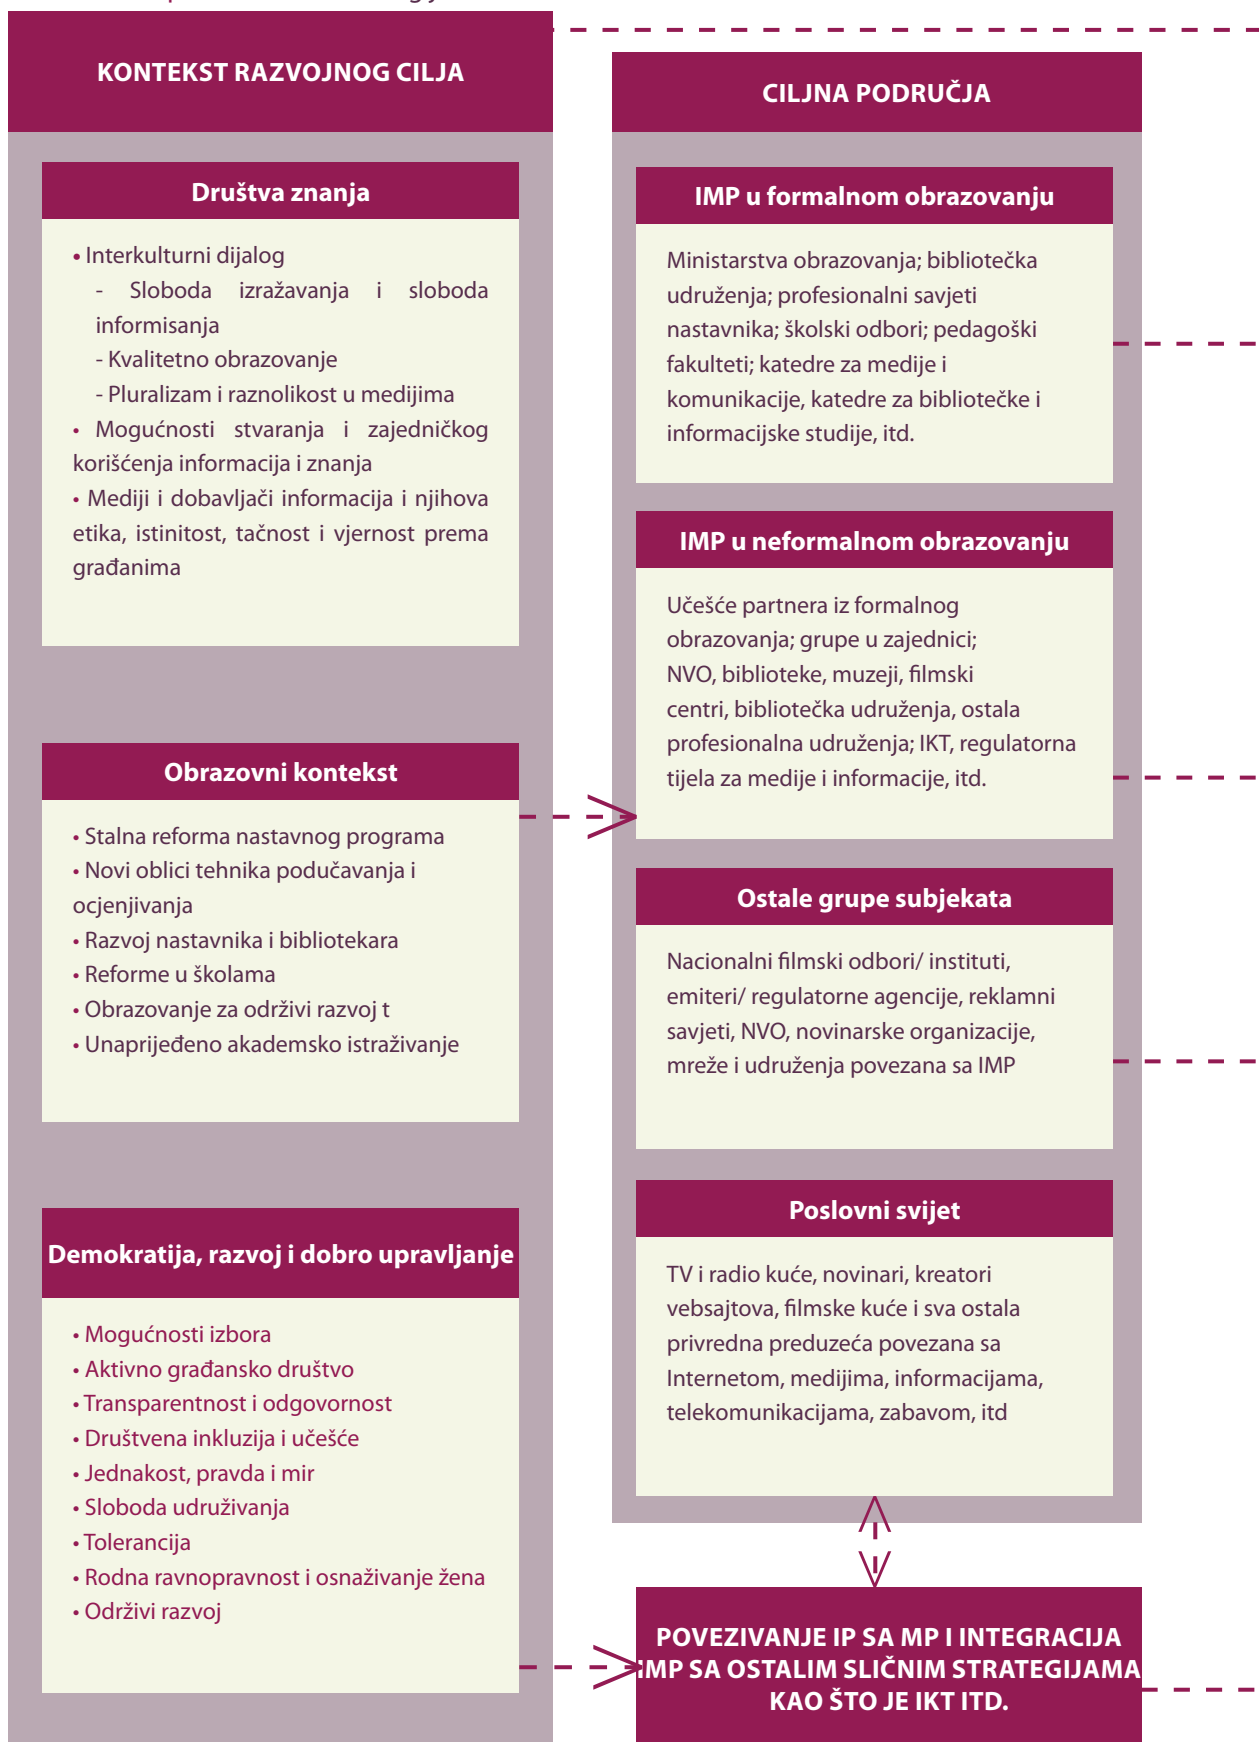 KONTEKST RAZVOJNOG CILJA
Društva znanja
• Interkulturni dijalog
- Sloboda izražavanja i sloboda
informisanja
- Kvalitetno obrazovanje
- Pluralizam i raznolikost u medijima
• Mogućnosti stvaranja i zajedničkog
korišćenja informacija i znanja
• Mediji i dobavljači informacija i njihova
etika, istinitost, tačnost i vjernost prema
građanima
Obrazovni kontekst
• Stalna reforma nastavnog programa
• Novi oblici tehnika podučavanja i
ocjenjivanja
• Razvoj nastavnika i bibliotekara
• Reforme u školama
• Obrazovanje za održivi razvoj t
• Unaprijeđeno akademsko istraživanje
Demokratija, razvoj i dobro upravljanje
• Mogućnosti izbora
• Aktivno građansko društvo
• Transparentnost i odgovornost
• Društvena inkluzija i učešće
• Jednakost, pravda i mir
• Sloboda udruživanja
• Tolerancija
• Rodna ravnopravnost i osnaživanje žena
• Održivi razvoj
CILJNA PODRUČJA
IMP u formalnom obrazovanju
Ministarstva obrazovanja; bibliotečka
udruženja; profesionalni savjeti
nastavnika; školski odbori; pedagoški
fakulteti; katedre za medije i
komunikacije, katedre za bibliotečke i
informacijske studije, itd.
IMP u neformalnom obrazovanju
Učešće partnera iz formalnog
obrazovanja; grupe u zajednici;
NVO, biblioteke, muzeji, filmski
centri, bibliotečka udruženja, ostala
profesionalna udruženja; IKT, regulatorna
tijela za medije i informacije, itd.
Ostale grupe subjekata
Nacionalni filmski odbori/ instituti,
emiteri/ regulatorne agencije, reklamni
savjeti, NVO, novinarske organizacije,
mreže i udruženja povezana sa IMP
Poslovni svijet
TV i radio kuće, novinari, kreatori
vebsajtova, filmske kuće i sva ostala
privredna preduzeća povezana sa
Internetom, medijima, informacijama,
telekomunikacijama, zabavom, itd
POVEZIVANJE IP SA MP I INTEGRACIJA
IMP SA OSTALIM SLIČNIM STRATEGIJAMA
KAO ŠTO JE IKT ITD.